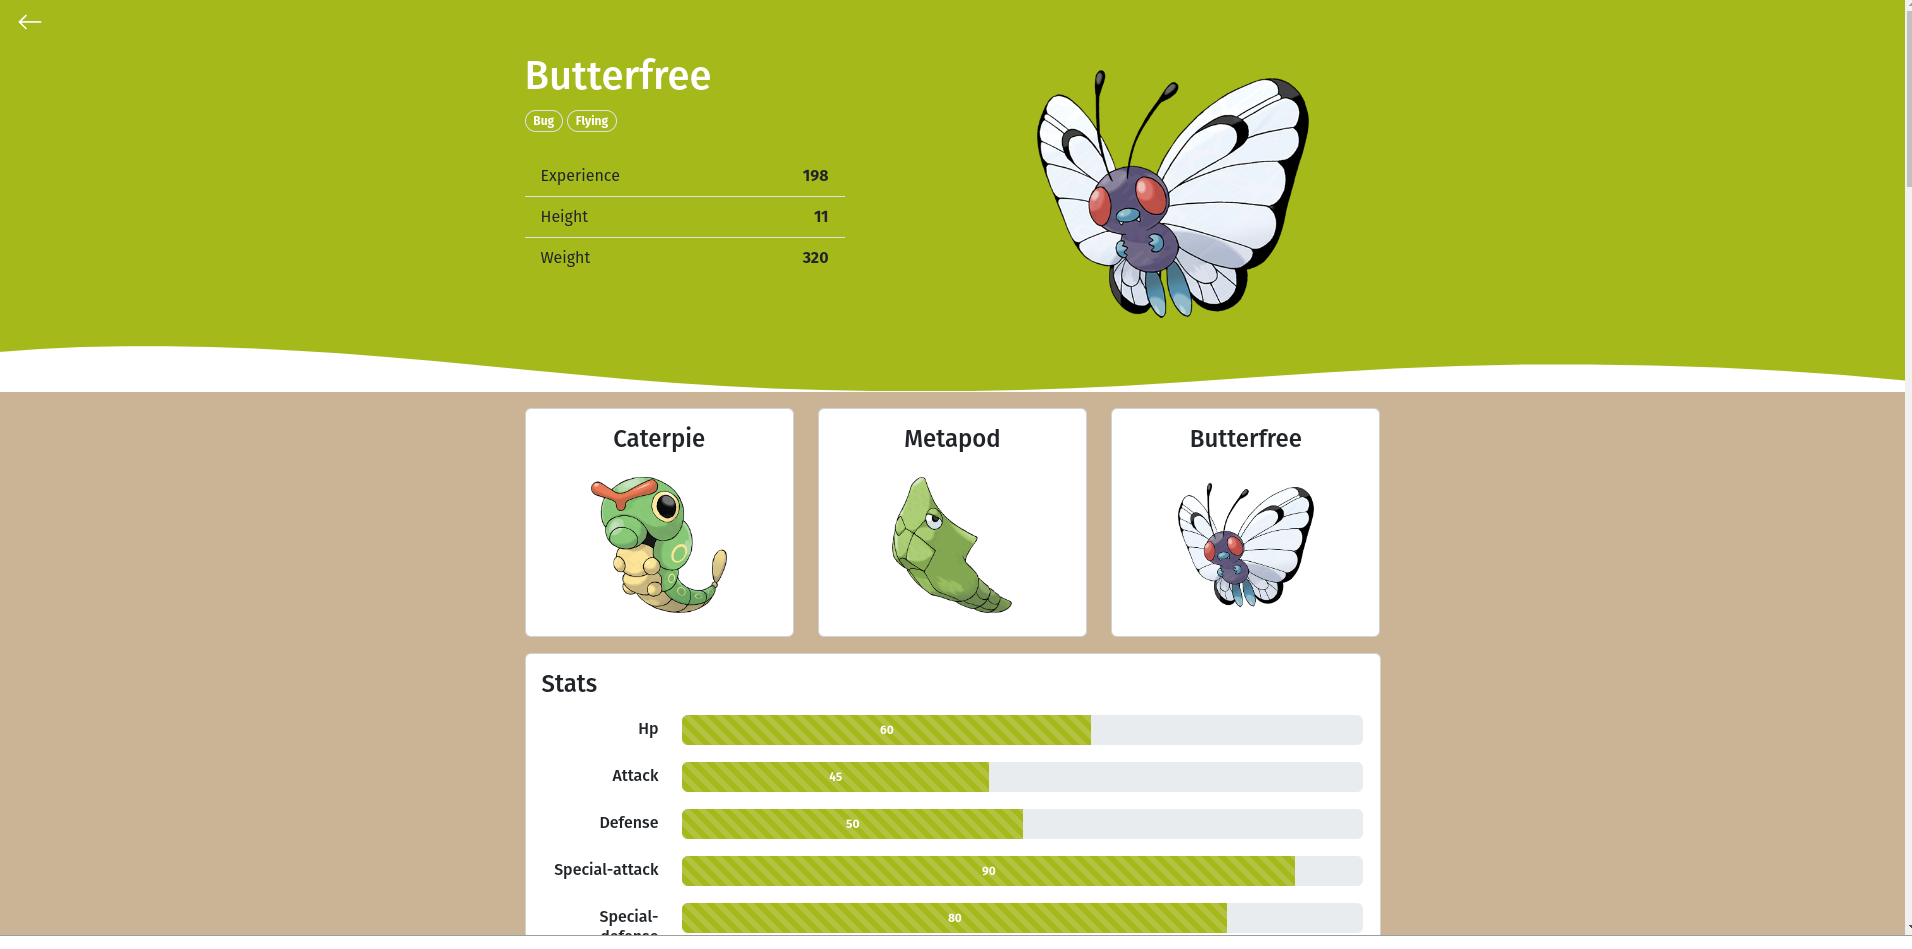 Butterfree
Bug Flying
Experience 198
Height 11
Weight 320
Caterpie Metapod Butterfree
Stats
Hp 60
Attack 45
Defense 50
Special-attack 90
Special- 80
defense